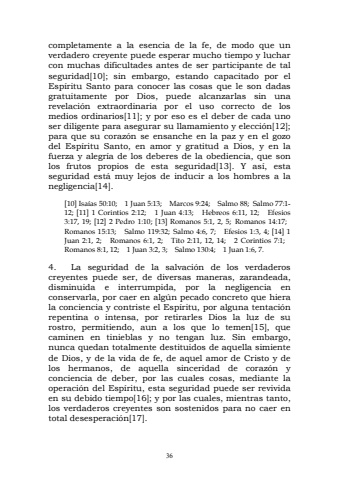 completamente a la esencia de la fe, de modo que un
verdadero creyente puede esperar mucho tiempo y luchar
con muchas dificultades antes de ser participante de tal
seguridad[10]; sin embargo, estando capacitado por el
Espíritu Santo para conocer las cosas que le son dadas
gratuitamente por Dios, puede alcanzarlas sin una
revelación extraordinaria por el uso correcto de los
medios ordinarios[11]; y por eso es el deber de cada uno
ser diligente para asegurar su llamamiento y elección[12];
para que su corazón se ensanche en la paz y en el gozo
del Espíritu Santo, en amor y gratitud a Dios, y en la
fuerza y alegría de los deberes de la obediencia, que son
los frutos propios de esta seguridad[13]. Y así, esta
seguridad está muy lejos de inducir a los hombres a la
negligencia[14].
[10] Isaías 50:10; 1 Juan 5:13; Marcos 9:24; Salmo 88; Salmo 77:1-
12; [11] 1 Corintios 2:12; 1 Juan 4:13; Hebreos 6:11, 12; Efesios
3:17, 19; [12] 2 Pedro 1:10; [13] Romanos 5:1, 2, 5; Romanos 14:17;
Romanos 15:13; Salmo 119:32; Salmo 4:6, 7; Efesios 1:3, 4; [14] 1
Juan 2:1, 2; Romanos 6:1, 2; Tito 2:11, 12, 14; 2 Corintios 7:1;
Romanos 8:1, 12; 1 Juan 3:2, 3; Salmo 130:4; 1 Juan 1:6, 7.
4. La seguridad de la salvación de los verdaderos
creyentes puede ser, de diversas maneras, zarandeada,
disminuida e interrumpida, por la negligencia en
conservarla, por caer en algún pecado concreto que hiera
la conciencia y contriste el Espíritu, por alguna tentación
repentina o intensa, por retirarles Dios la luz de su
rostro, permitiendo, aun a los que lo temen[15], que
caminen en tinieblas y no tengan luz. Sin embargo,
nunca quedan totalmente destituidos de aquella simiente
de Dios, y de la vida de fe, de aquel amor de Cristo y de
los hermanos, de aquella sinceridad de corazón y
conciencia de deber, por las cuales cosas, mediante la
operación del Espíritu, esta seguridad puede ser revivida
en su debido tiempo[16]; y por las cuales, mientras tanto,
los verdaderos creyentes son sostenidos para no caer en
total desesperación[17].
36